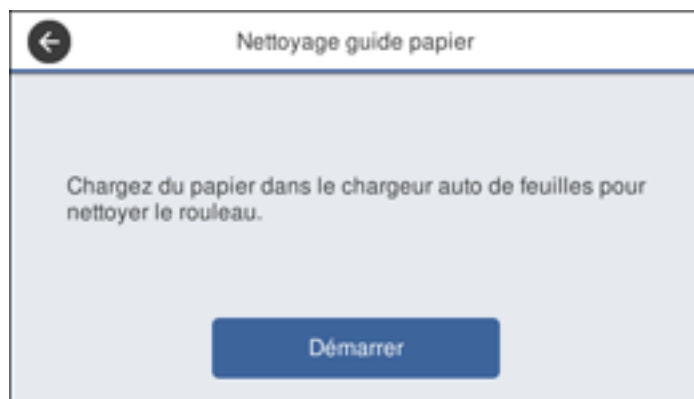 Nettoyage guide papier
Chargez du papier dans le chargeur auto de feuilles pour
nettoyer le rouleau.
Démarrer